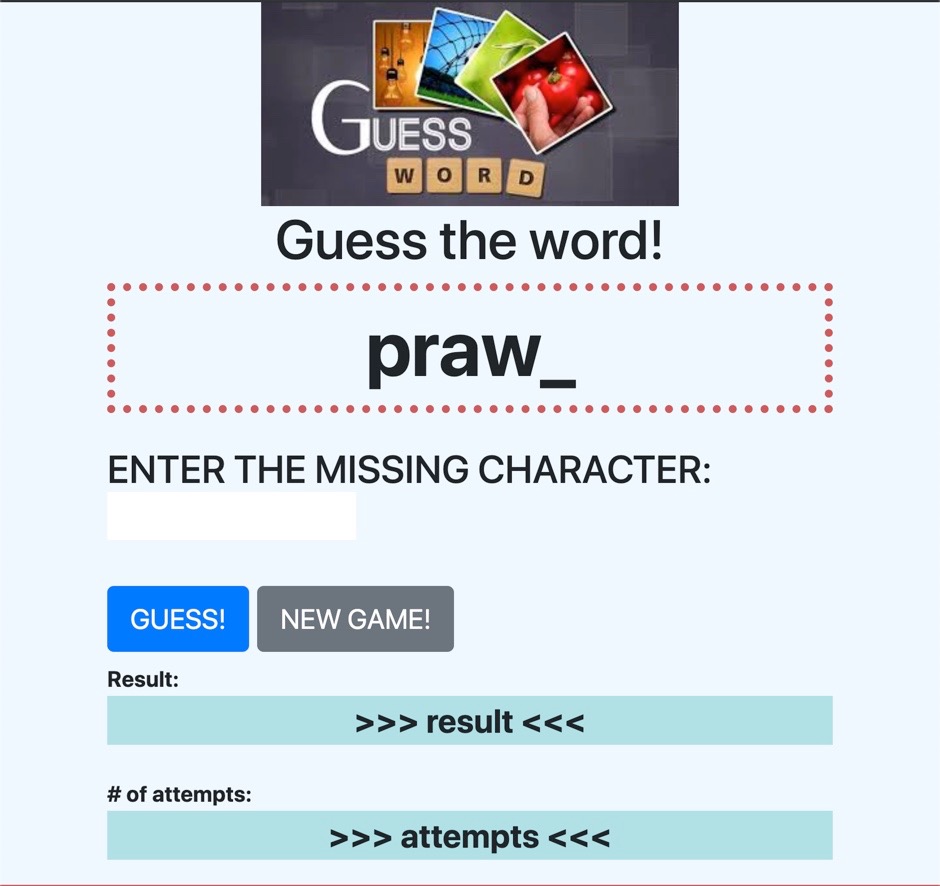 GUESS
WORD
Guess the word!
praw_
ENTER THE MISSING CHARACTER:
GUESS! NEW GAME!
Result:
>>> result <<<
# of attempts:
>>> attempts <<<